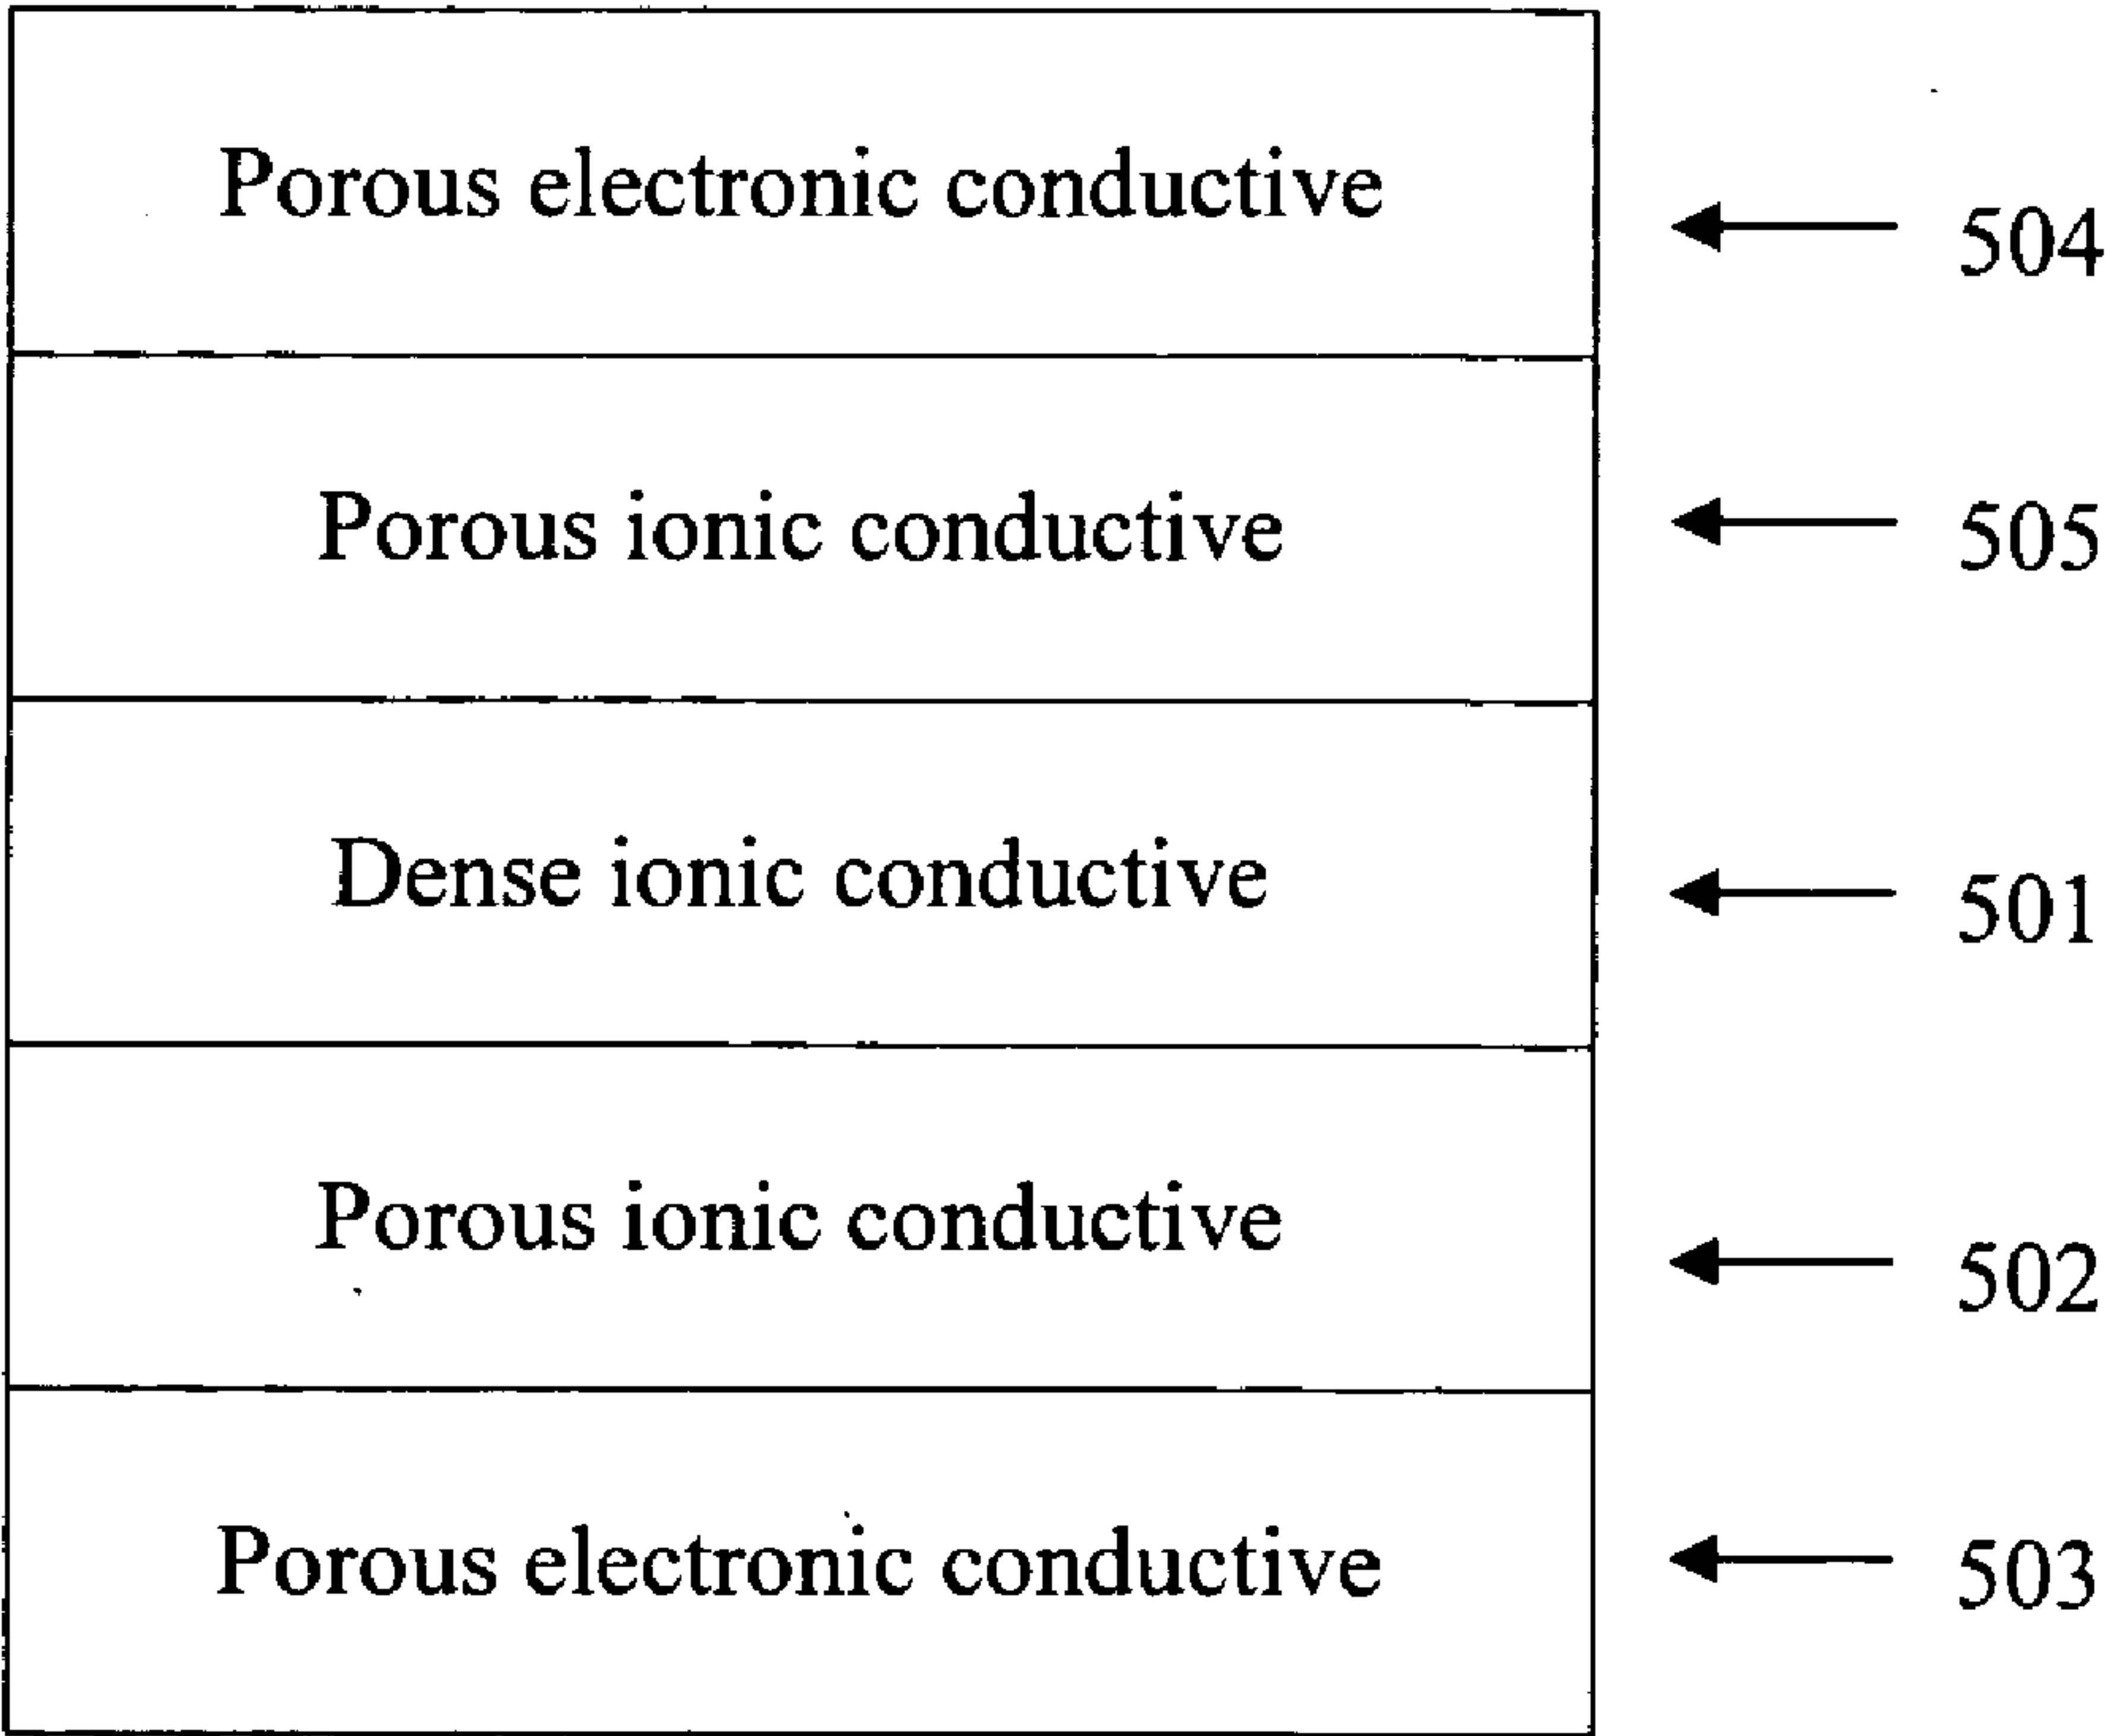 Porous electronic conductive
504
Porous ionic conductive
505
Dense ionic conductive
501
Porous ionic conductive
502
Porous electronic conductive
503